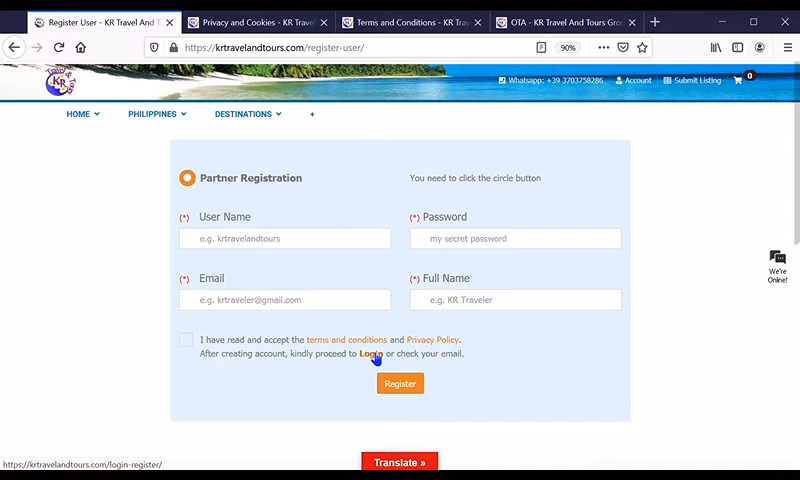 Register User - KR Travel And T
Privacy and Cookies - KR Travel
Terms and Conditions - KR Trav
OTA - KR Travel And Tours Grou
https://krtravelandtours.com/register-user/
90%
Travel & Tours
KR
Whatsapp: +39 3703758286
Account
Submit Listing
0
HOME
PHILIPPINES
DESTINATIONS
+
Partner Registration
You need to click the circle button
(*) User Name
(*) Password
e.g. krtravelandtours
my secret password
(*) Email
(*) Full Name
e.g. krtraveler@gmail.com
e.g. KR Traveler
I have read and accept the terms and conditions and Privacy Policy.
After creating account, kindly proceed to Login or check your email.
Register
We're
Online!
Translate »
https://krtravelandtours.com/login-register/